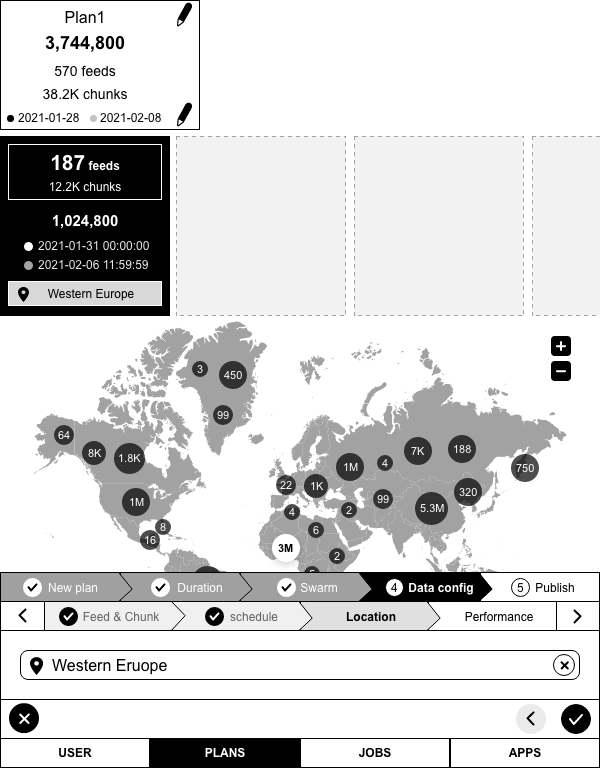 Plan1
3,744,800
570 feeds
38.2K chunks
2021-01-28 2021-02-08
187 feeds
12.2K chunks
1,024,800
2021-01-31 00:00:00
2021-02-06 11:59:59
Western Europe
3 450
99
64
8K 1.8K
1M
8
16
1M 4 7K 188
750
22 1K 99 320
5.3M
4 2
6
3M 2
5
New plan Duration Swarm 4 Data config 5 Publish
Feed & Chunk schedule Location Performance
Western Eruope
USER PLANS JOBS APPS